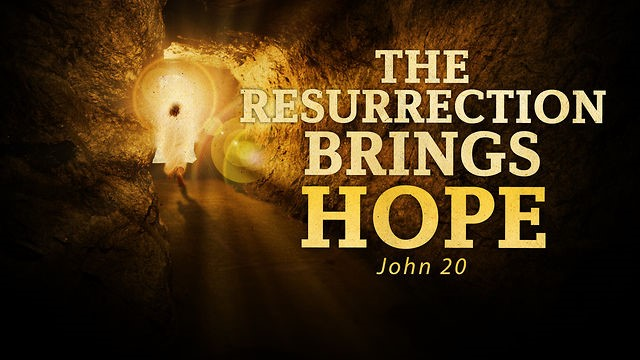 THE
RESURRECTION
BRINGS
HOPE
John 20